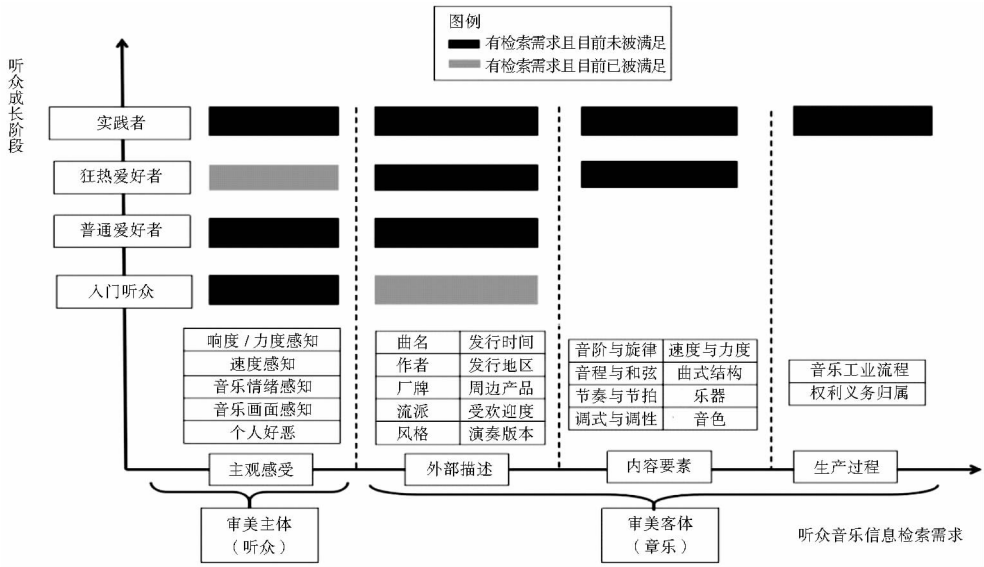 图例
有检索需求且目前未被满足
有检索需求且目前已被满足
听众成长阶段
实践者
狂热爱好者
普通爱好者
入门听众
响度/力度感知
速度感知
音乐情绪感知
音乐画面感知
个人好恶
曲名 发行时间
作者 发行地区
厂牌 周边产品
流派 受欢迎度
风格 演奏版本
音阶与旋律 速度与力度
音程与和弦 曲式结构
节奏与节拍 乐器
调式与调性 音色
音乐工业流程
权利义务归属
主观感受
外部描述
内容要素
生产过程
审美主体
（听众）
审美客体
（章乐）
听众音乐信息检索需求